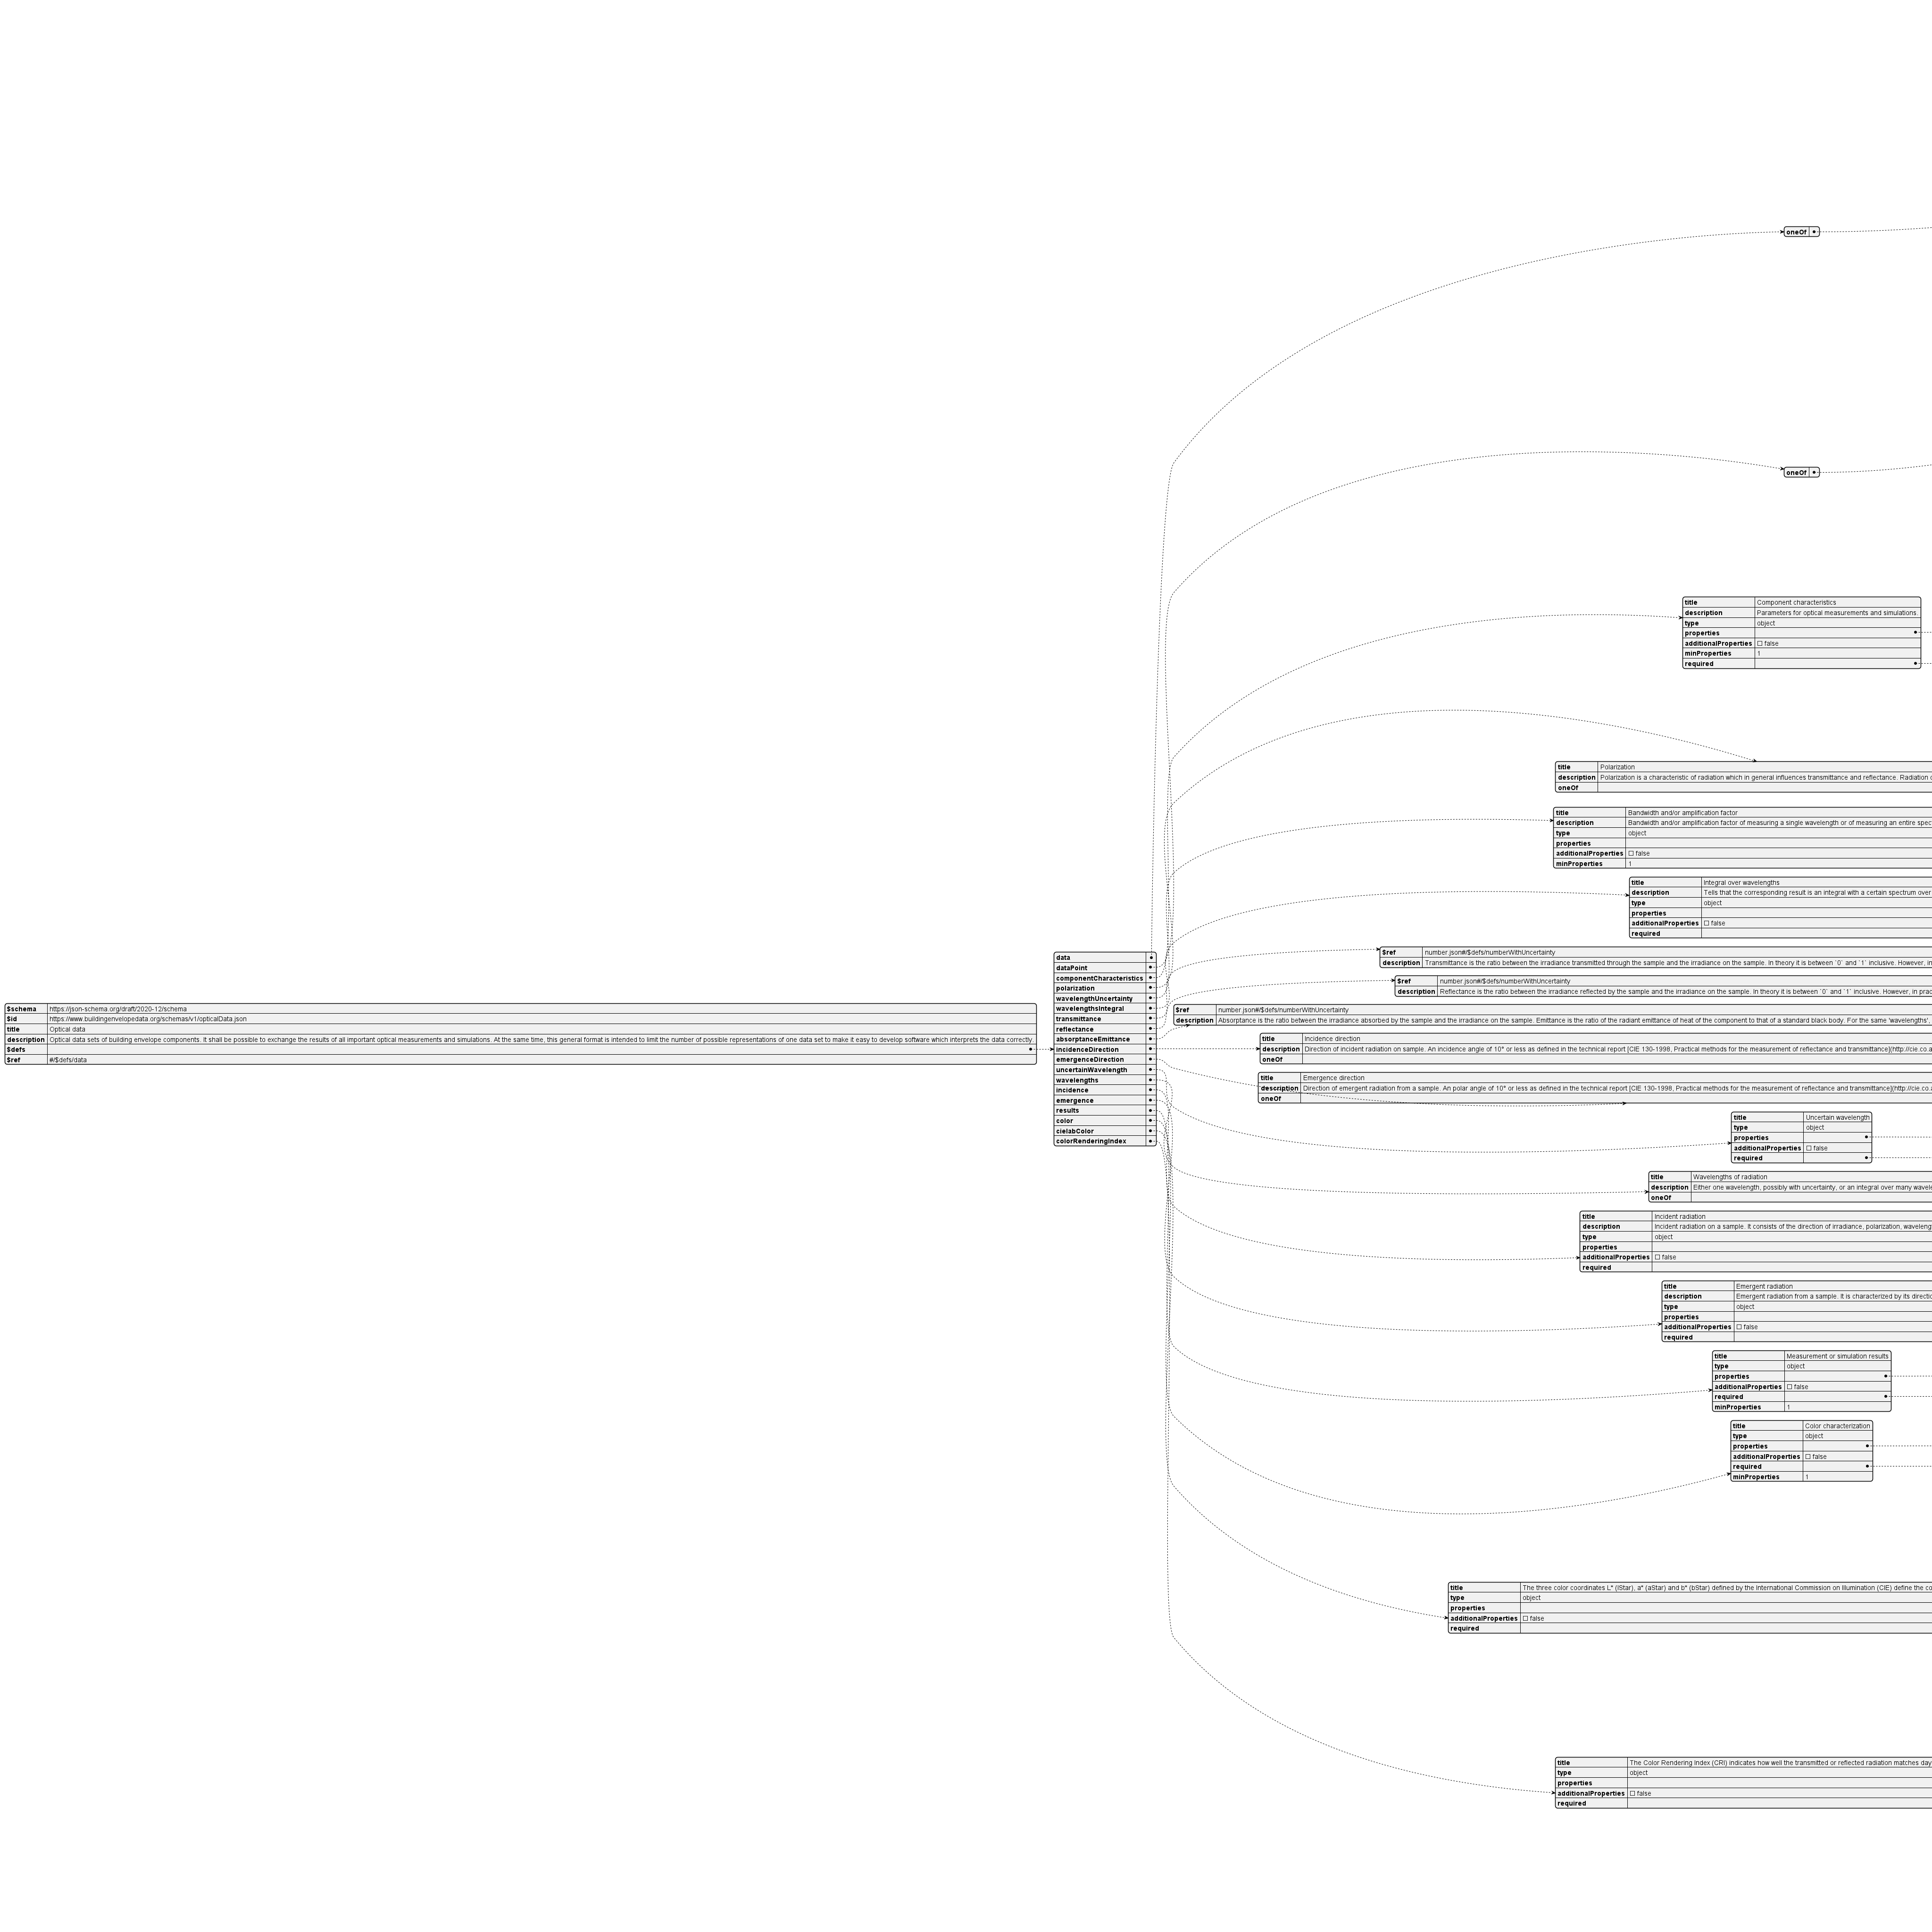 $schema https://json-schema.org/draft/2020-12/schema
$id https://www.buildingenvelopedata.org/schemas/v1/opticalData.json
title Optical data
description Optical data sets of building envelope components. It shall be possible to exchange the results of all important optical measurements and simulations. At the same time, this general format is intended to limit the number of possible representations of one data set to make it easy to develop software which interprets the data correctly.
$defs
$ref #/$defs/data
data
dataPoint
componentCharacteristics
polarization
wavelengthUncertainty
wavelengthsIntegral
transmittance
reflectance
absorptanceEmittance
incidenceDirection
emergenceDirection
uncertainWavelength
wavelengths
incidence
emergence
results
color
cielabColor
colorRenderingIndex
oneOf
oneOf
title Component characteristics
description Parameters for optical measurements and simulations.
type object
properties
additionalProperties ☐ false
minProperties 1
required
title Polarization
description Polarization is a characteristic of radiation which in general influences transmittance and reflectance. Radiation
oneOf
title Bandwidth and/or amplification factor
description Bandwidth and/or amplification factor of measuring a single wavelength or of measuring an entire spec
type object
properties
additionalProperties ☐ false
minProperties 1
title Integral over wavelengths
description Tells that the corresponding result is an integral with a certain spectrum over
type object
properties
additionalProperties ☐ false
required
$ref number.json#/$defs/numberWithUncertainty
description Transmittance is the ratio between the irradiance transmitted through the sample and the irradiance on the sample. In theory it is between `0` and `1` inclusive. However, in
$ref number.json#/$defs/numberWithUncertainty
description Reflectance is the ratio between the irradiance reflected by the sample and the irradiance on the sample. In theory it is between `0` and `1` inclusive. However, in prac
$ref number.json#/$defs/numberWithUncertainty
description Absorptance is the ratio between the irradiance absorbed by the sample and the irradiance on the sample. Emittance is the ratio of the radiant emittance of heat of the component to that of a standard black body. For the same 'wavelengths',
title Incidence direction
description Direction of incident radiation on sample. An incidence angle of 10° or less as defined in the technical report [CIE 130-1998, Practical methods for the measurement of reflectance and transmittance](http://cie.co.a
oneOf
title Emergence direction
description Direction of emergent radiation from a sample. An polar angle of 10° or less as defined in the technical report [CIE 130-1998, Practical methods for the measurement of reflectance and transmittance](http://cie.co.
oneOf
title Uncertain wavelength
type object
properties
additionalProperties ☐ false
required
title Wavelengths of radiation
description Either one wavelength, possibly with uncertainty, or an integral over many wavele
oneOf
title Incident radiation
description Incident radiation on a sample. It consists of the direction of irradiance, polarization, waveleng
type object
properties
additionalProperties ☐ false
required
title Emergent radiation
description Emergent radiation from a sample. It is characterized by its directio
type object
properties
additionalProperties ☐ false
required
title Measurement or simulation results
type object
properties
additionalProperties ☐ false
required
minProperties 1
title Color characterization
type object
properties
additionalProperties ☐ false
required
minProperties 1
title The three color coordinates L* (lStar), a* (aStar) and b* (bStar) defined by the International Commission on Illumination (CIE) define the co
type object
properties
additionalProperties ☐ false
required
title The Color Rendering Index (CRI) indicates how well the transmitted or reflected radiation matches day
type object
properties
additionalProperties ☐ false
required